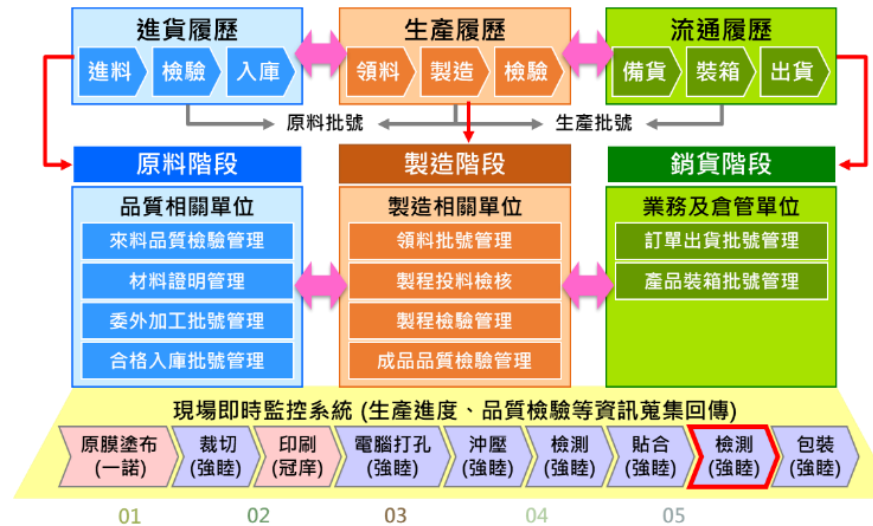 進貨履歷
進料 檢驗 入庫
生產履歷
領料 製造 檢驗
流通履歷
備貨 裝箱 出貨
原料批號
生產批號
原料階段
品質相關單位
來料品質檢驗管理
材料證明管理
委外加工批號管理
合格入庫批號管理
製造階段
製造相關單位
領料批號管理
製程投料檢核
製程檢驗管理
成品品質檢驗管理
銷貨階段
業務及倉管單位
訂單出貨批號管理
產品裝箱批號管理
現場即時監控系統 (生產進度、品質檢驗等資訊蒐集回傳)
原膜塗布
(一諾)
裁切
(強睦)
印刷
(冠庠)
電腦打孔
(強睦)
沖壓
(強睦)
檢測
(強睦)
貼合
(強睦)
檢測
(強睦)
包裝
(強睦)
01 02 03 04 05